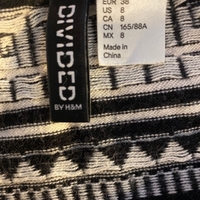 DIVIDED
BY H&M
EUR 38
US 8
CA 8
CN 165/88A
MX 8
Made in
China